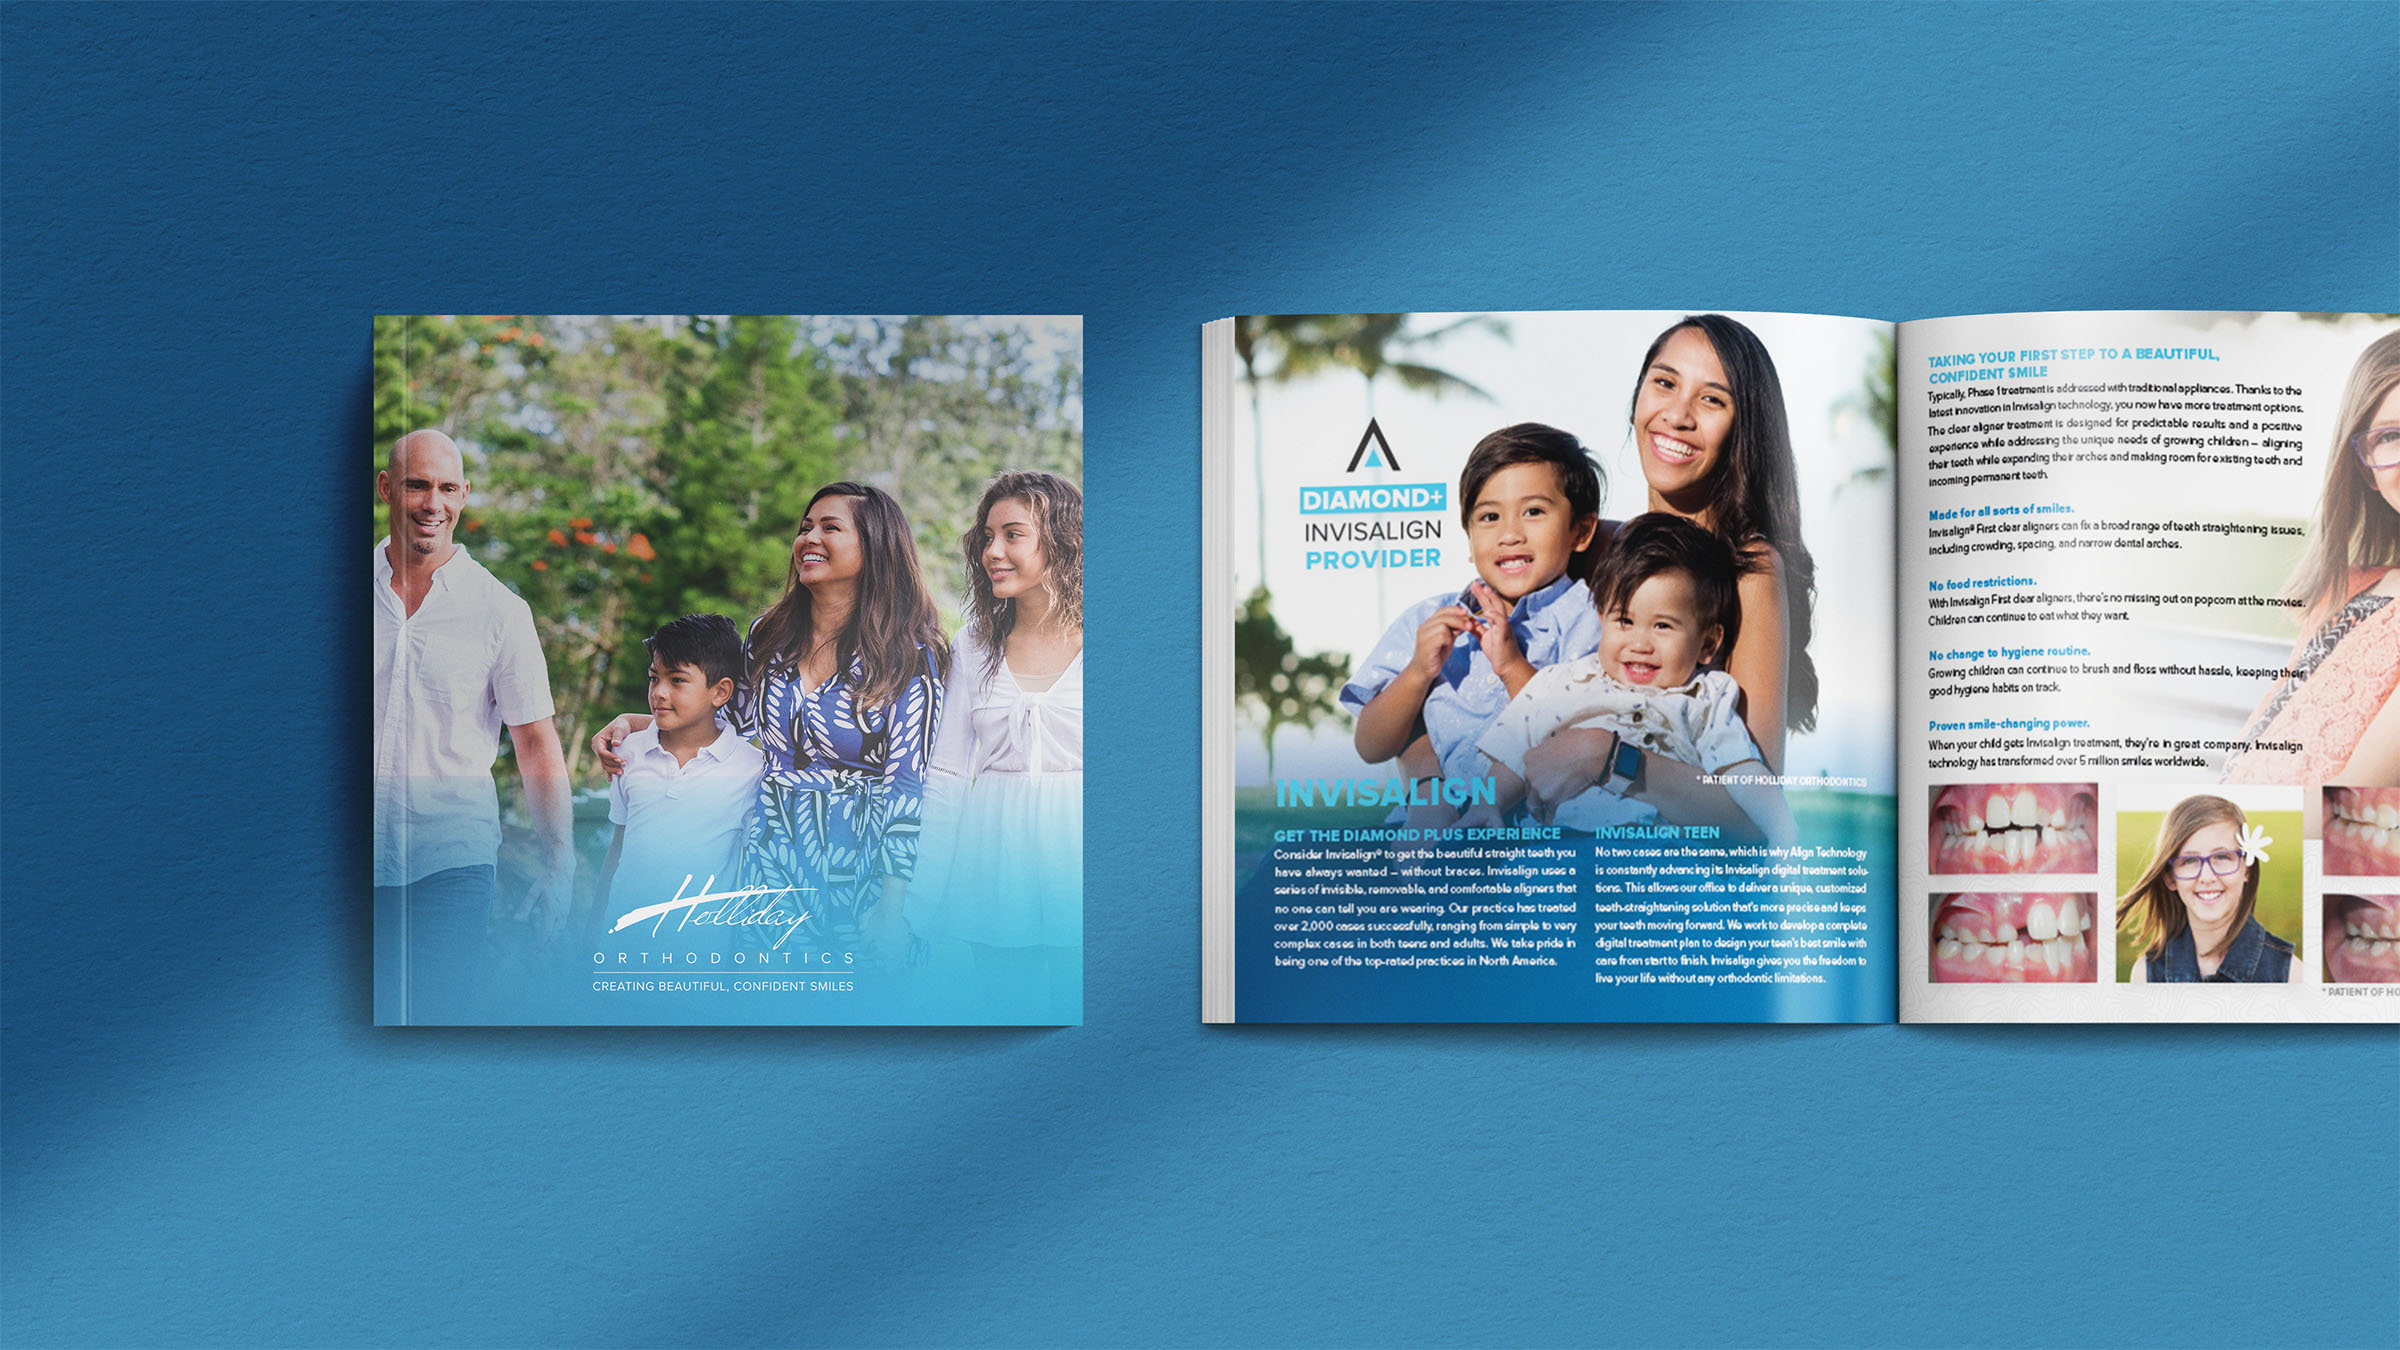 Holliday
ORTHODONTICS
CREATING BEAUTIFUL, CONFIDENT SMILES
DIAMOND+
INVISALIGN
PROVIDER
* PATIENT OF HOLLIDAY ORTHODONTICS
INVISALIGN
GET THE DIAMOND PLUS EXPERIENCE
Consider Invisalign® to get the beautiful straight teeth you
have always wanted – without braces. Invisalign uses a
series of invisible, removable, and comfortable aligners that
no one can tell you are wearing. Our practice has treated
over 2,000 cases successfully, ranging from simple to very
complex cases in both teens and adults. We take pride in
being one of the top-rated practices in North America.
INVISALIGN TEEN
No two cases are the same, which is why Align Technology
is constantly advancing its Invisalign digital treatment solu-
tions. This allows our office to deliver a unique, customized
teeth-straightening solution that's more precise and keeps
your teeth moving forward. We work to develop a complete
digital treatment plan to design your teen's best smile with
care from start to finish. Invisalign gives you the freedom to
live your life without any orthodontic limitations.
TAKING YOUR FIRST STEP TO A BEAUTIFUL,
CONFIDENT SMILE
Typically, Phase 1 treatment is addressed with traditional appliances. Thanks to the
latest innovation in Invisalign technology, you now have more treatment options.
The clear aligner treatment is designed for predictable results and a positive
experience while addressing the unique needs of growing children – aligning
their teeth while expanding their arches and making room for existing teeth and
incoming permanent teeth.
Made for all sorts of smiles.
Invisalign® First clear aligners can fix a broad range of teeth straightening issues,
including crowding, spacing, and narrow dental arches.
No food restrictions.
With Invisalign First clear aligners, there's no missing out on popcorn at the movies.
Children can continue to eat what they want.
No change to hygiene routine.
Growing children can continue to brush and floss without hassle, keeping their
good hygiene habits on track.
Proven smile-changing power.
When your child gets Invisalign treatment, they're in great company. Invisalign
technology has transformed over 5 million smiles worldwide.
* PATIENT OF HO